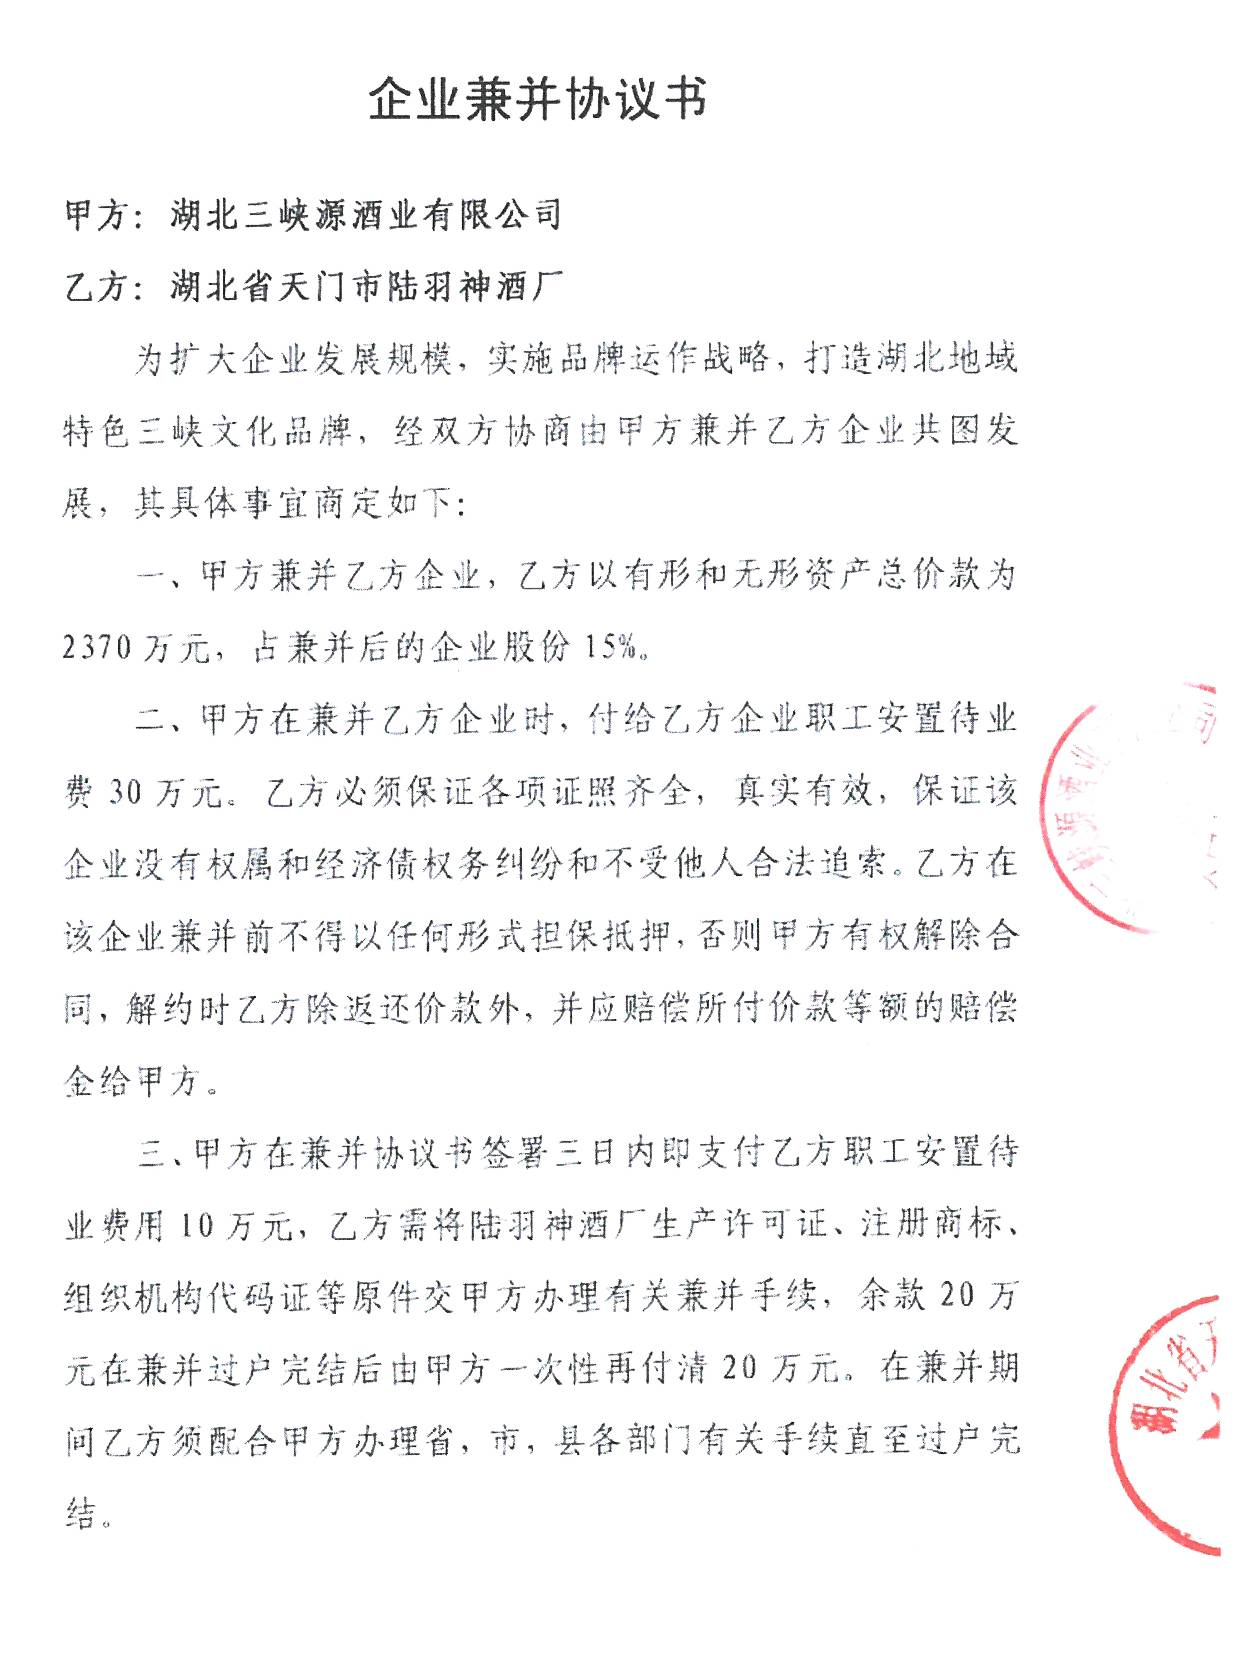 企业兼并协议书
甲方：湖北三峡源酒业有限公司
乙方：湖北省天门市陆羽神酒厂
为扩大企业发展规模，实施品牌运作战略，打造湖北地域
特色三峡文化品牌，经双方协商由甲方兼并乙方企业共图发
展，其具体事宜商定如下：
一、甲方兼并乙方企业，乙方以有形和无形资产总价款为
2370 万元，占兼并后的企业股份 15%。
二、甲方在兼并乙方企业时，付给乙方企业职工安置待业
费 30 万元。乙方必须保证各项证照齐全，真实有效，保证该
企业没有权属和经济债权务纠纷和不受他人合法追索。乙方在
该企业兼并前不得以任何形式担保抵押，否则甲方有权解除合
同，解约时乙方除返还价款外，并应赔偿所付价款等额的赔偿
金给甲方。
三、甲方在兼并协议书签署三日内即支付乙方职工安置待
业费用 10 万元，乙方需将陆羽神酒厂生产许可证、注册商标、
组织机构代码证等原件交甲方办理有关兼并手续，余款 20 万
元在兼并过户完结后由甲方一次性再付清 20 万元。在兼并期
间乙方须配合甲方办理省，市，县各部门有关手续直至过户完
结。
峡源酒业
司
湖北省天